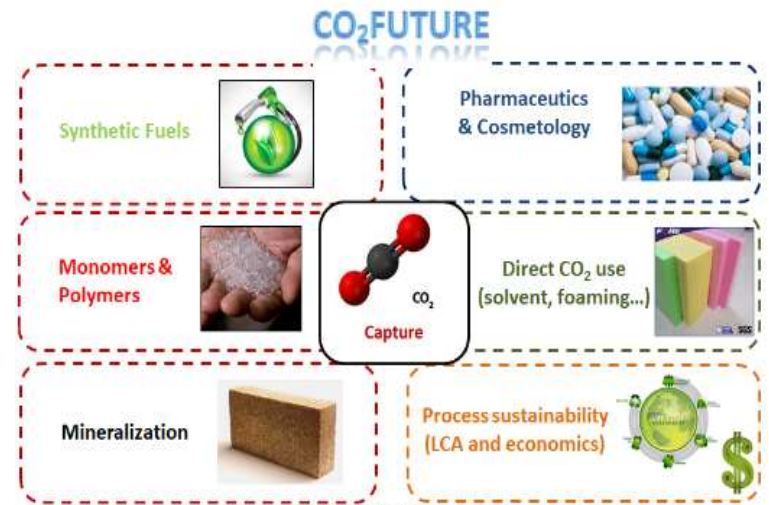 CO₂FUTURE
Synthetic Fuels
Pharmaceutics
& Cosmetology
Monomers &
Polymers
CO₂
Capture
Direct CO₂ use
(solvent, foaming...)
SGS
Mineralization
Process sustainability
(LCA and economics)
$